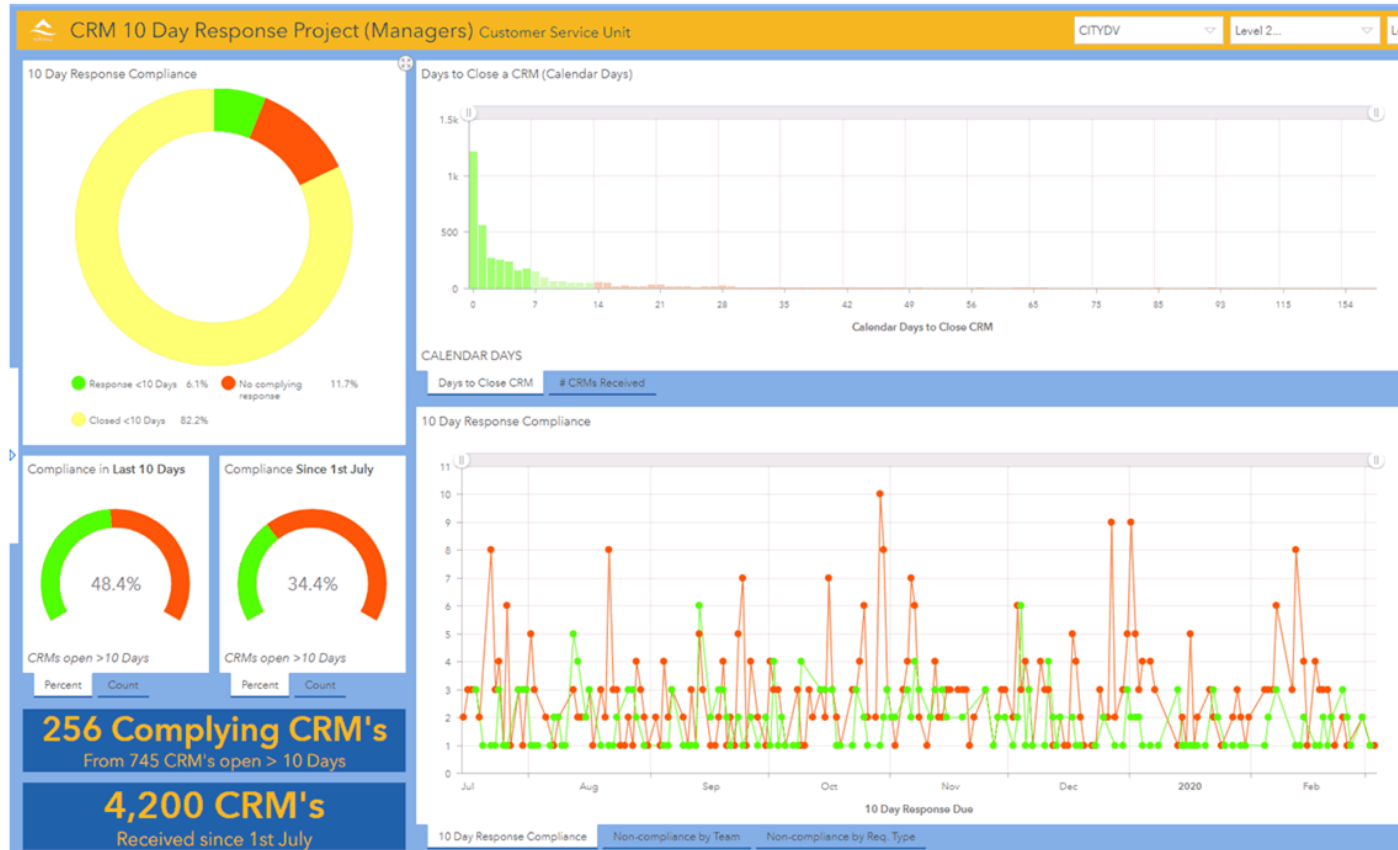 CRM 10 Day Response Project (Managers) Customer Service Unit
CITYDV
Level 2...
10 Day Response Compliance
Response <10 Days 6.1%
No complying response 11.7%
Closed <10 Days 82.2%
Days to Close a CRM (Calendar Days)
1.5k
1k
500
0
0 7 14 21 28 35 42 49 56 65 75 85 93 115 154
Calendar Days to Close CRM
CALENDAR DAYS
Days to Close CRM # CRMs Received
Compliance in Last 10 Days
48.4%
CRMs open >10 Days
Percent Count
Compliance Since 1st July
34.4%
CRMs open >10 Days
Percent Count
256 Complying CRM's
From 745 CRM's open > 10 Days
4,200 CRM's
Received since 1st July
10 Day Response Compliance
11
10
9
8
7
6
5
4
3
2
1
0
Jul Aug Sep Oct Nov Dec 2020 Feb
10 Day Response Due
10 Day Response Compliance Non-compliance by Team Non-compliance by Req. Type